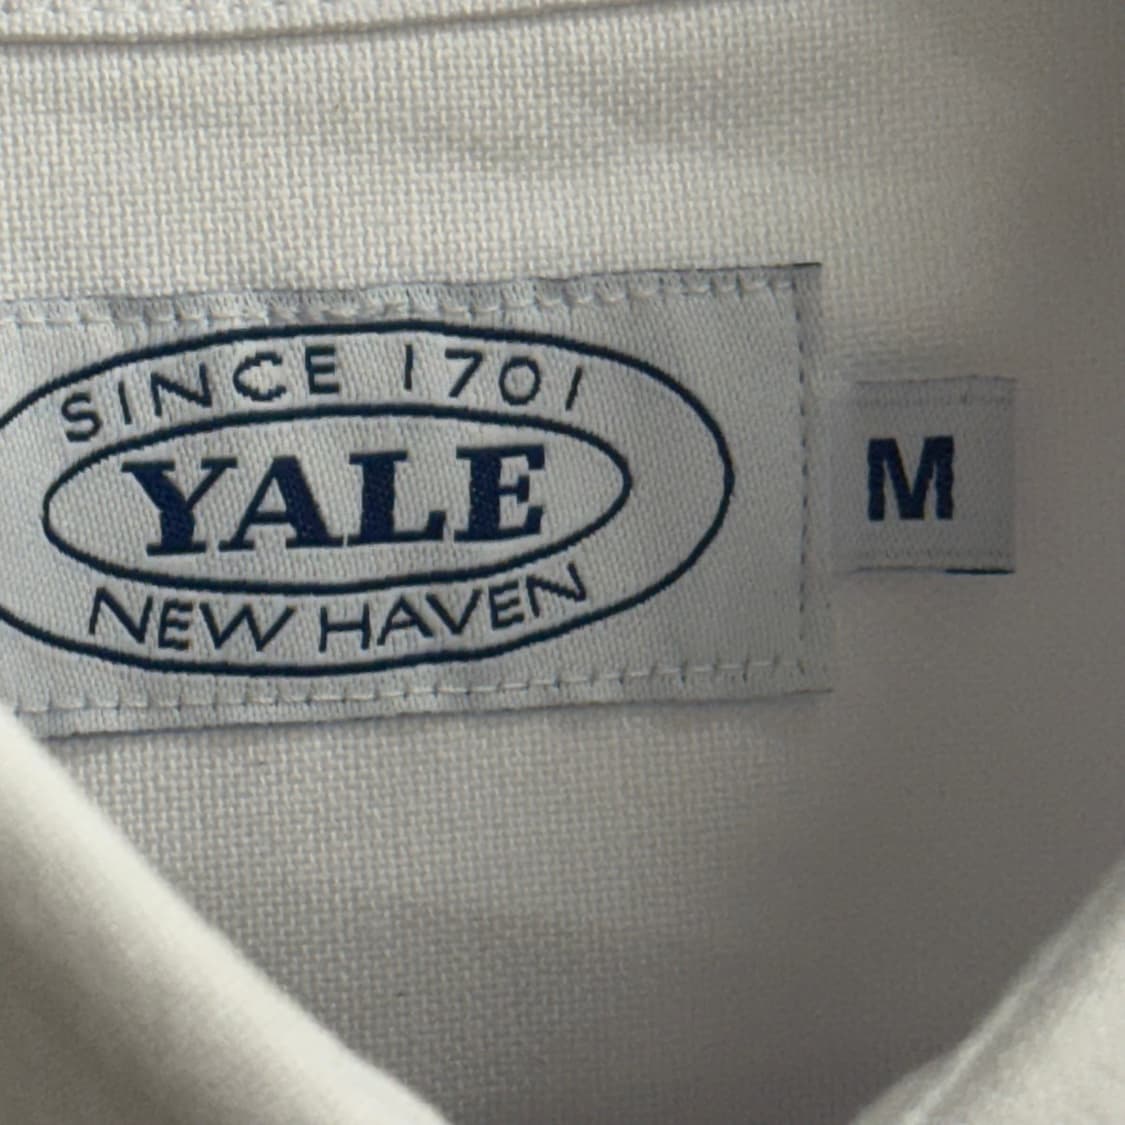 SINCE 1701
YALE
NEW HAVEN
M